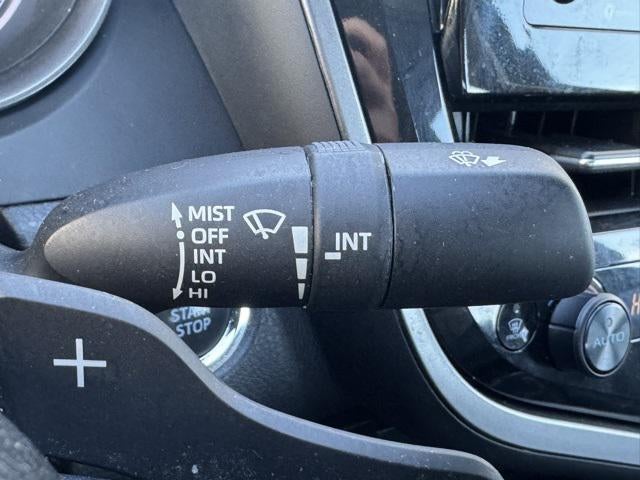 MIST
OFF
INT
LO
HI
INT
START
STOP
+
AUTO